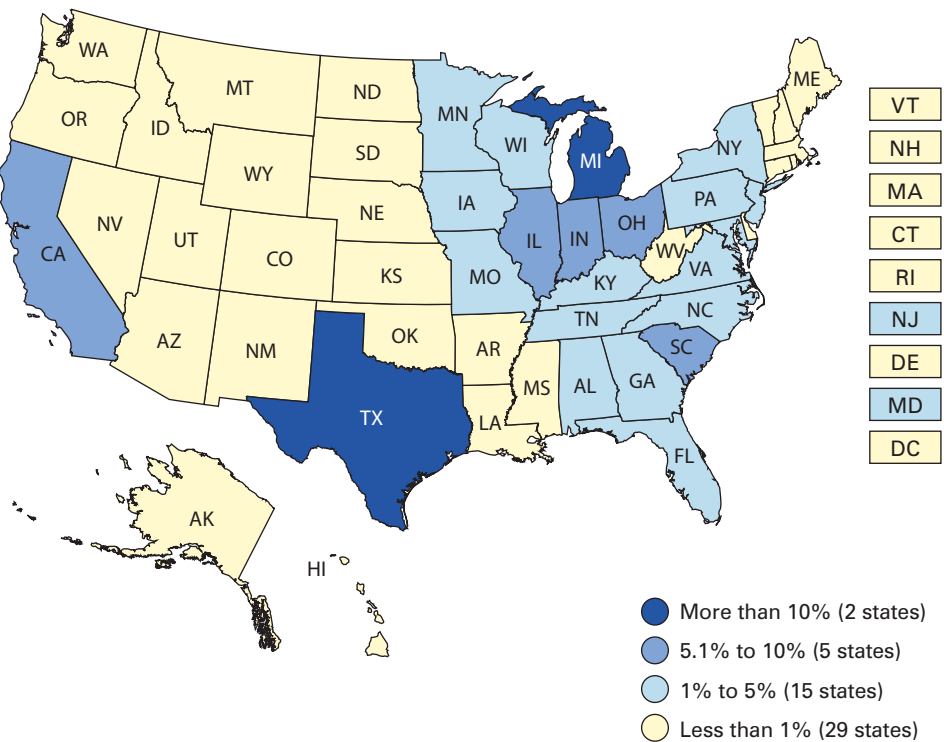 WA
MT
ND
ME
VT
OR
ID
MN
NH
SD
WI
NY
MI
WY
MA
IA
PA
NE
NV
CT
UT
IL
IN
OH
CA
CO
WV
VA
RI
KS
MO
KY
NC
NJ
TN
AZ
NM
OK
AR
SC
DE
MS
AL
GA
MD
TX
LA
DC
FL
AK
HI
More than 10% (2 states)
5.1% to 10% (5 states)
1% to 5% (15 states)
Less than 1% (29 states)